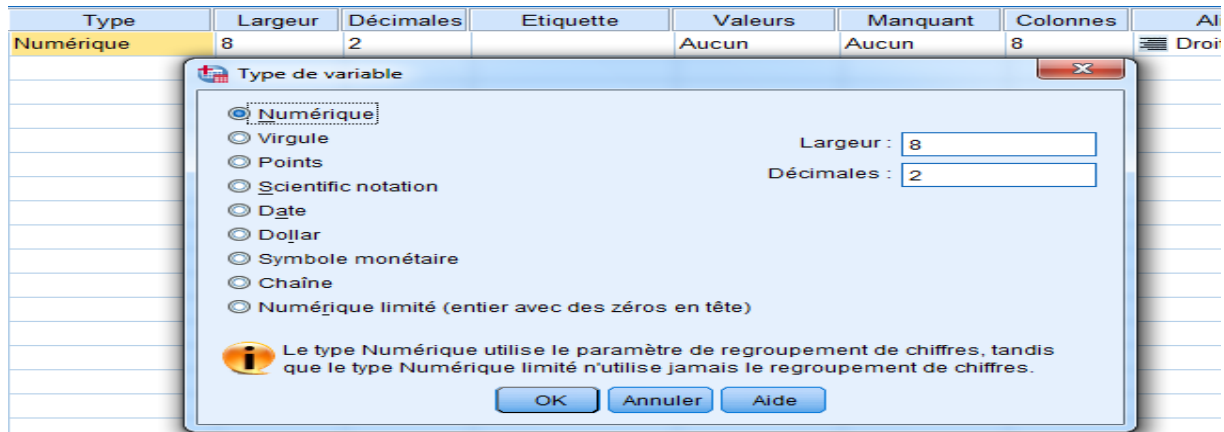 Type Largeur Décimales Etiquette Valeurs Manquant Colonnes
Numérique 8 2 Aucun Aucun 8
Type de variable
Numérique
Virgule
Points
Scientific notation
Date
Dollar
Symbole monétaire
Chaîne
Numérique limité (entier avec des zéros en tête)
Largeur : 8
Décimales : 2
Le type Numérique utilise le paramètre de regroupement de chiffres, tandis
que le type Numérique limité n'utilise jamais le regroupement de chiffres.
OK Annuler Aide